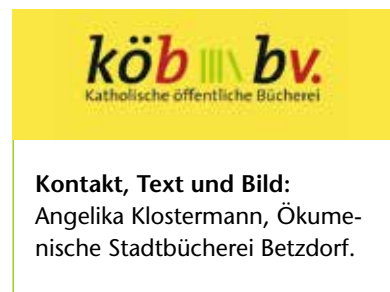 köb bv.
Katholische öffentliche Bücherei
Kontakt, Text und Bild:
Angelika Klostermann, Ökume-
nische Stadtbücherei Betzdorf.